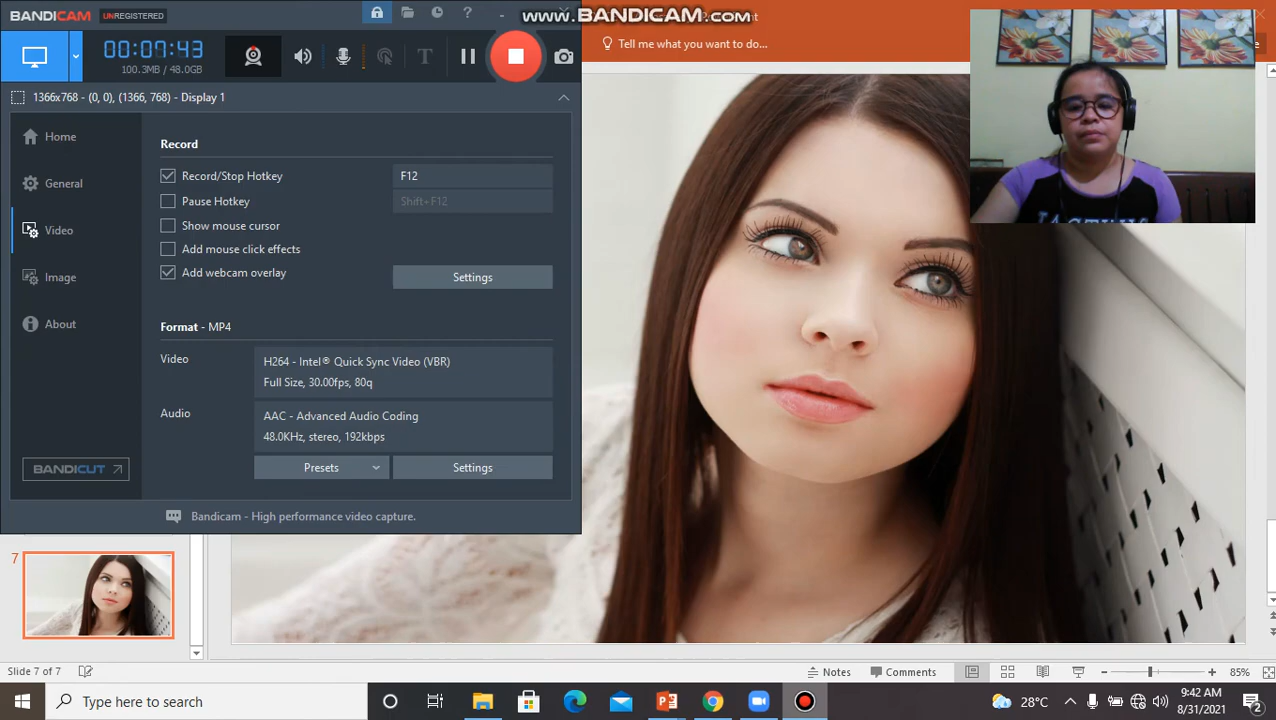 BANDICAM UNREGISTERED
www.BANDICAM.com
Tell me what you want to do...
00:07:43
100.3MB / 48.0GB
T
1366x768 - (0, 0), (1366, 768) - Display 1
Home
General
Video
Image
About
BANDICUT
Record
Record/Stop Hotkey F12
Pause Hotkey Shift+F12
Show mouse cursor
Add mouse click effects
Add webcam overlay Settings
Format - MP4
Video H264 - Intel® Quick Sync Video (VBR)
Full Size, 30.00fps, 80q
Audio AAC - Advanced Audio Coding
48.0KHz, stereo, 192kbps
Presets Settings
Bandicam - High performance video capture.
7
Slide 7 of 7 Notes Comments 85%
Type here to search 28°C 9:42 AM
8/31/2021 2